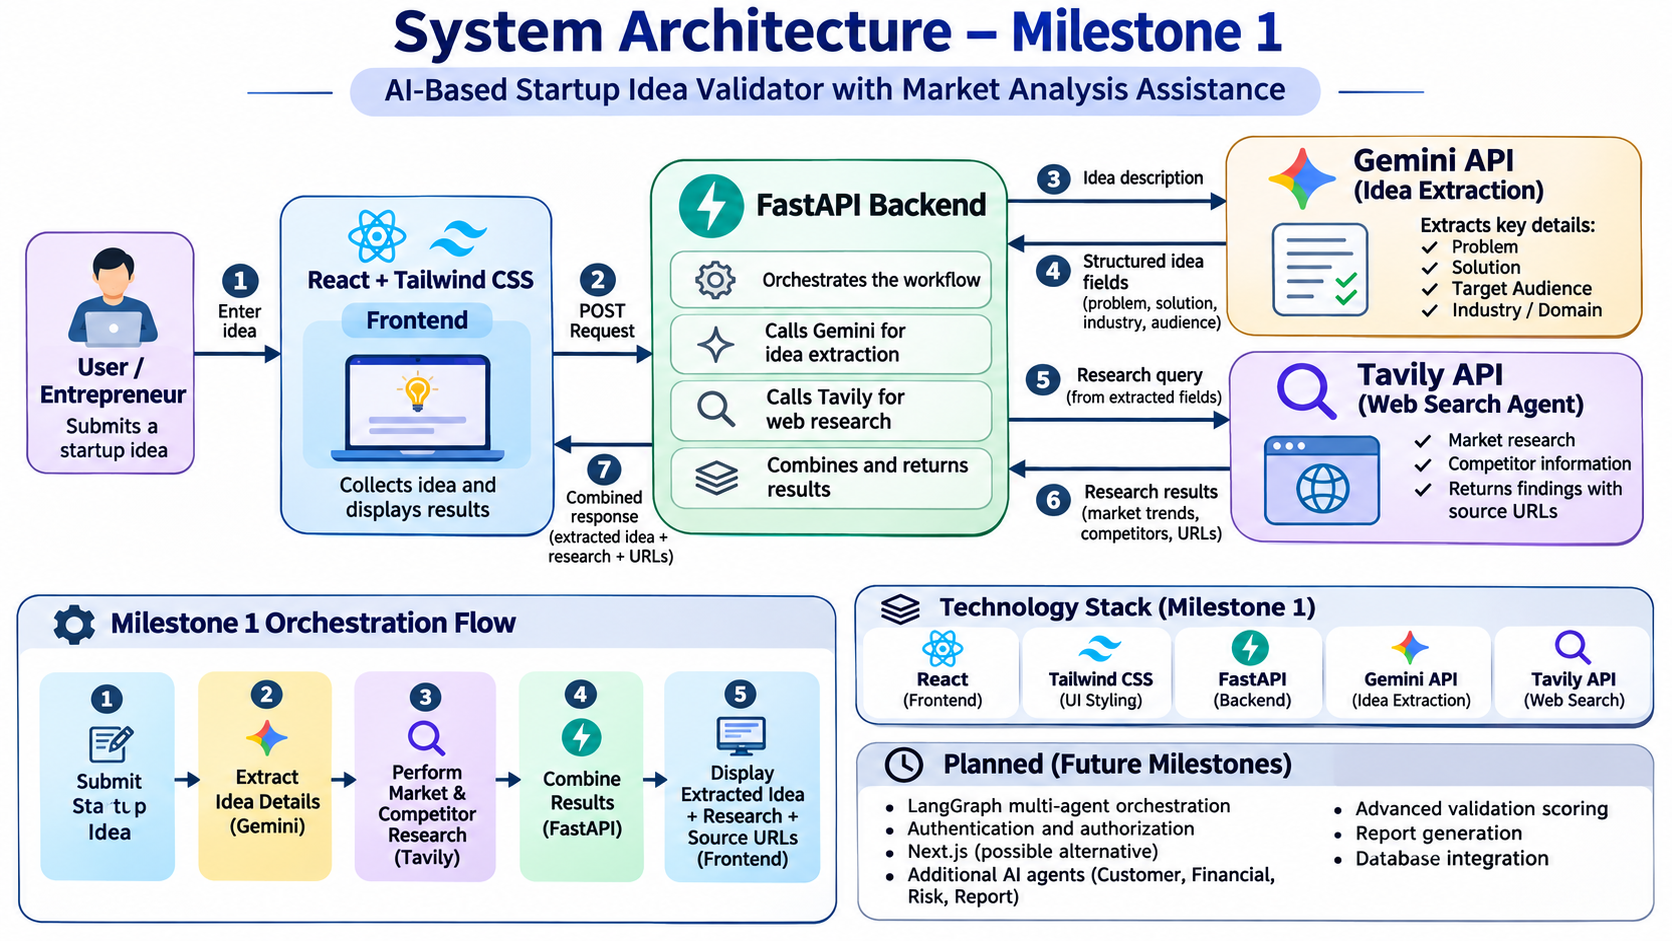 System Architecture – Milestone 1
AI-Based Startup Idea Validator with Market Analysis Assistance
User /
Entrepreneur
Submits a
startup idea
1
Enter
idea
React + Tailwind CSS
Frontend
Collects idea and
displays results
2
POST
Request
7
Combined
response
(extracted idea +
research + URLs)
FastAPI Backend
Orchestrates the workflow
Calls Gemini for
idea extraction
Calls Tavily for
web research
Combines and returns
results
3 Idea description
4 Structured idea
fields
(problem, solution,
industry, audience)
5 Research query
(from extracted fields)
6 Research results
(market trends,
competitors, URLs)
Gemini API
(Idea Extraction)
Extracts key details:
Problem
Solution
Target Audience
Industry / Domain
Tavily API
(Web Search Agent)
Market research
Competitor information
Returns findings with
source URLs
Milestone 1 Orchestration Flow
1
Submit
Sta tup
Idea
2
Extract
Idea Details
(Gemini)
3
Perform
Market &
Competitor
Research
(Tavily)
4
Combine
Results
(FastAPI)
5
Display
Extracted Idea
+ Research +
Source URLs
(Frontend)
Technology Stack (Milestone 1)
React
(Frontend)
Tailwind CSS
(UI Styling)
FastAPI
(Backend)
Gemini API
(Idea Extraction)
Tavily API
(Web Search)
Planned (Future Milestones)
• LangGraph multi-agent orchestration
• Authentication and authorization
• Next.js (possible alternative)
• Additional AI agents (Customer, Financial,
Risk, Report)
• Advanced validation scoring
• Report generation
• Database integration